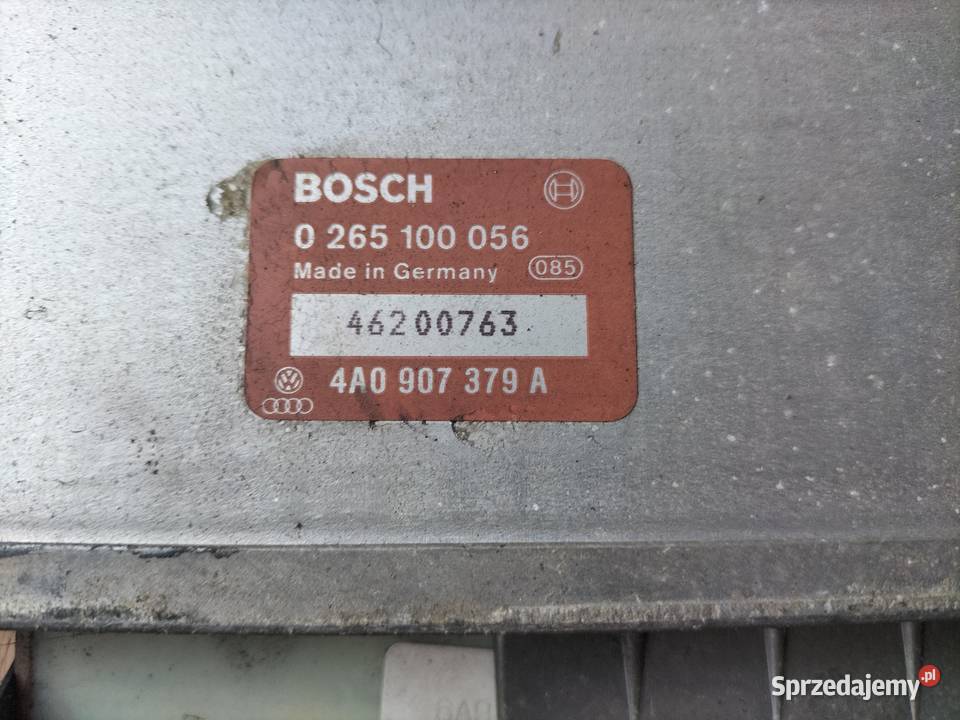 BOSCH
0 265 100 056
Made in Germany 085
46200763
4A0 907 379 A
Sprzedajemy.pl